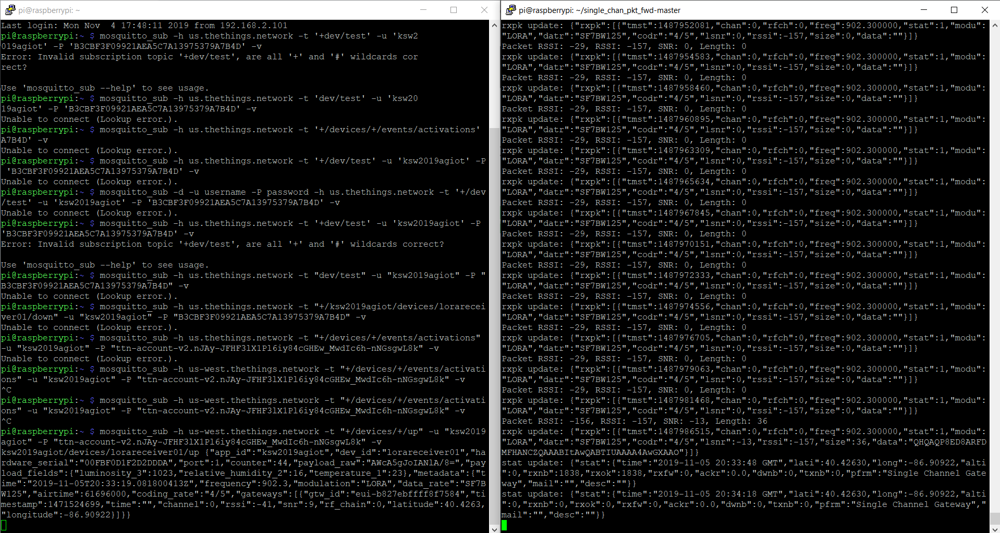 pi@raspberrypi: ~
Last login: Mon Nov  4 17:48:11 2019 from 192.168.2.101
pi@raspberrypi:~ $ mosquitto_sub -h us.thethings.network -t '+dev/test' -u 'ksw2
019agiot' -P 'B3CBF3F09921AEA5C7A13975379A7B4D' -v
Error: Invalid subscription topic '+dev/test', are all '+' and '#' wildcards cor
rect?
Use 'mosquitto_sub --help' to see usage.
pi@raspberrypi:~ $ mosquitto_sub -h us.thethings.network -t 'dev/test' -u 'ksw20
19agiot' -P 'B3CBF3F09921AEA5C7A13975379A7B4D' -v
Unable to connect (Lookup error.).
pi@raspberrypi:~ $ mosquitto_sub -h us.thethings.network -t '+/devices/+/events/activations'
A7B4D' -v
Unable to connect (Lookup error.).
pi@raspberrypi:~ $ mosquitto_sub -h us.thethings.network -t '+/dev/test' -u 'ksw2019agiot' -P
 'B3CBF3F09921AEA5C7A13975379A7B4D' -v
Unable to connect (Lookup error.).
pi@raspberrypi:~ $ mosquitto_sub -d -u username -P password -h us.thethings.network -t '+/dev
/test' -u 'ksw2019agiot' -P 'B3CBF3F09921AEA5C7A13975379A7B4D' -v
Unable to connect (Lookup error.).
pi@raspberrypi:~ $ mosquitto_sub -h us.thethings.network -t '+dev/test' -u 'ksw2019agiot' -P
'B3CBF3F09921AEA5C7A13975379A7B4D' -v
Error: Invalid subscription topic '+dev/test', are all '+' and '#' wildcards correct?
Use 'mosquitto_sub --help' to see usage.
pi@raspberrypi:~ $ mosquitto_sub -h us.thethings.network -t "dev/test" -u "ksw2019agiot" -P "
B3CBF3F09921AEA5C7A13975379A7B4D" -v
Unable to connect (Lookup error.).
pi@raspberrypi:~ $ mosquitto_sub -h us.thethings.network -t "+/ksw2019agiot/devices/lorarecei
ver01/down" -u "ksw2019agiot" -P "B3CBF3F09921AEA5C7A13975379A7B4D" -v
Unable to connect (Lookup error.).
pi@raspberrypi:~ $ mosquitto_sub -h us.thethings.network -t "+/devices/+/events/activations"
-u "ksw2019agiot" -P "ttn-account-v2.nJAy-JFHF3lX1Pl6iy84cGHEw_MwdIc6h-nNGsgwL8k" -v
Unable to connect (Lookup error.).
pi@raspberrypi:~ $ mosquitto_sub -h us-west.thethings.network -t "+/devices/+/events/activati
ons" -u "ksw2019agiot" -P "ttn-account-v2.nJAy-JFHF3lX1Pl6iy84cGHEw_MwdIc6h-nNGsgwL8k" -v
^C
pi@raspberrypi:~ $ mosquitto_sub -h us-west.thethings.network -t "+/devices/+/events/activati
ons" -u "ksw2019agiot" -P "ttn-account-v2.nJAy-JFHF3lX1Pl6iy84cGHEw_MwdIc6h-nNGsgwL8k" -v
^C
pi@raspberrypi:~ $ mosquitto_sub -h us-west.thethings.network -t "+/devices/+/up" -u "ksw2019
agiot" -P "ttn-account-v2.nJAy-JFHF3lX1Pl6iy84cGHEw_MwdIc6h-nNGsgwL8k" -v
ksw2019agiot/devices/lorareceiver01/up {"app_id":"ksw2019agiot","dev_id":"lorareceiver01","ha
rdware_serial":"00FBF0D1F2D2DDDA","port":1,"counter":44,"payload_raw":"AWcA5gJoIANlA/8=","pay
load_fields":{"luminosity_3":1023,"relative_humidity_2":16,"temperature_1":23},"metadata":{"t
ime":"2019-11-05T20:33:19.081800413Z","frequency":902.3,"modulation":"LORA","data_rate":"SF7B
W125","airtime":61696000,"coding_rate":"4/5","gateways":[{"gtw_id":"eui-b827ebffff8f7584","ti
mestamp":1471524699,"time":"","channel":0,"rssi":-41,"snr":9,"rf_chain":0,"latitude":40.4263,
"longitude":-86.90922}]}}
pi@raspberrypi: ~/single_chan_pkt_fwd-master
rxpk update: {"rxpk":[{"tmst":1487952081,"chan":0,"rfch":0,"freq":902.300000,"stat":1,"modu":
"LORA","datr":"SF7BW125","codr":"4/5","lsnr":0,"rssi":-157,"size":0,"data":""}]}
Packet RSSI: -29, RSSI: -157, SNR: 0, Length: 0
rxpk update: {"rxpk":[{"tmst":1487954583,"chan":0,"rfch":0,"freq":902.300000,"stat":1,"modu":
"LORA","datr":"SF7BW125","codr":"4/5","lsnr":0,"rssi":-157,"size":0,"data":""}]}
Packet RSSI: -29, RSSI: -157, SNR: 0, Length: 0
rxpk update: {"rxpk":[{"tmst":1487958460,"chan":0,"rfch":0,"freq":902.300000,"stat":1,"modu":
"LORA","datr":"SF7BW125","codr":"4/5","lsnr":0,"rssi":-157,"size":0,"data":""}]}
Packet RSSI: -29, RSSI: -157, SNR: 0, Length: 0
rxpk update: {"rxpk":[{"tmst":1487960895,"chan":0,"rfch":0,"freq":902.300000,"stat":1,"modu":
"LORA","datr":"SF7BW125","codr":"4/5","lsnr":0,"rssi":-157,"size":0,"data":""}]}
Packet RSSI: -29, RSSI: -157, SNR: 0, Length: 0
rxpk update: {"rxpk":[{"tmst":1487963309,"chan":0,"rfch":0,"freq":902.300000,"stat":1,"modu":
"LORA","datr":"SF7BW125","codr":"4/5","lsnr":0,"rssi":-157,"size":0,"data":""}]}
Packet RSSI: -29, RSSI: -157, SNR: 0, Length: 0
rxpk update: {"rxpk":[{"tmst":1487965634,"chan":0,"rfch":0,"freq":902.300000,"stat":1,"modu":
"LORA","datr":"SF7BW125","codr":"4/5","lsnr":0,"rssi":-157,"size":0,"data":""}]}
Packet RSSI: -29, RSSI: -157, SNR: 0, Length: 0
rxpk update: {"rxpk":[{"tmst":1487967845,"chan":0,"rfch":0,"freq":902.300000,"stat":1,"modu":
"LORA","datr":"SF7BW125","codr":"4/5","lsnr":0,"rssi":-157,"size":0,"data":""}]}
Packet RSSI: -29, RSSI: -157, SNR: 0, Length: 0
rxpk update: {"rxpk":[{"tmst":1487970151,"chan":0,"rfch":0,"freq":902.300000,"stat":1,"modu":
"LORA","datr":"SF7BW125","codr":"4/5","lsnr":0,"rssi":-157,"size":0,"data":""}]}
Packet RSSI: -29, RSSI: -157, SNR: 0, Length: 0
rxpk update: {"rxpk":[{"tmst":1487972333,"chan":0,"rfch":0,"freq":902.300000,"stat":1,"modu":
"LORA","datr":"SF7BW125","codr":"4/5","lsnr":0,"rssi":-157,"size":0,"data":""}]}
Packet RSSI: -29, RSSI: -157, SNR: 0, Length: 0
rxpk update: {"rxpk":[{"tmst":1487974556,"chan":0,"rfch":0,"freq":902.300000,"stat":1,"modu":
"LORA","datr":"SF7BW125","codr":"4/5","lsnr":0,"rssi":-157,"size":0,"data":""}]}
Packet RSSI: -29, RSSI: -157, SNR: 0, Length: 0
rxpk update: {"rxpk":[{"tmst":1487976705,"chan":0,"rfch":0,"freq":902.300000,"stat":1,"modu":
"LORA","datr":"SF7BW125","codr":"4/5","lsnr":0,"rssi":-157,"size":0,"data":""}]}
Packet RSSI: -29, RSSI: -157, SNR: 0, Length: 0
rxpk update: {"rxpk":[{"tmst":1487979063,"chan":0,"rfch":0,"freq":902.300000,"stat":1,"modu":
"LORA","datr":"SF7BW125","codr":"4/5","lsnr":0,"rssi":-157,"size":0,"data":""}]}
Packet RSSI: -29, RSSI: -157, SNR: 0, Length: 0
rxpk update: {"rxpk":[{"tmst":1487981468,"chan":0,"rfch":0,"freq":902.300000,"stat":1,"modu":
"LORA","datr":"SF7BW125","codr":"4/5","lsnr":0,"rssi":-157,"size":0,"data":""}]}
Packet RSSI: -156, RSSI: -157, SNR: -13, Length: 36
rxpk update: {"rxpk":[{"tmst":1487986515,"chan":0,"rfch":0,"freq":902.300000,"stat":1,"modu":
"LORA","datr":"SF7BW125","codr":"4/5","lsnr":-13,"rssi":-157,"size":36,"data":"QHQAQP8ED8ARFD
MFHANCZQAAABItAwQABTIUAAAA4AwGXAAO"}]}
stat update: {"stat":{"time":"2019-11-05 20:33:48 GMT","lati":40.42630,"long":-86.90922,"alti
":0,"rxnb":1838,"rxok":1838,"rxfw":0,"ackr":0.0,"dwnb":0,"txnb":0,"pfrm":"Single Channel Gate
way","mail":"","desc":""}}
stat update: {"stat":{"time":"2019-11-05 20:34:18 GMT","lati":40.42630,"long":-86.90922,"alti
":0,"rxnb":0,"rxok":0,"rxfw":0,"ackr":0.0,"dwnb":0,"txnb":0,"pfrm":"Single Channel Gateway","
mail":"","desc":""}}